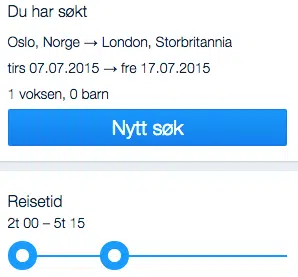 Du har søkt
Oslo, Norge → London, Storbritannia
tirs 07.07.2015 → fre 17.07.2015
1 voksen, 0 barn
Nytt søk
Reisetid
2t 00 – 5t 15